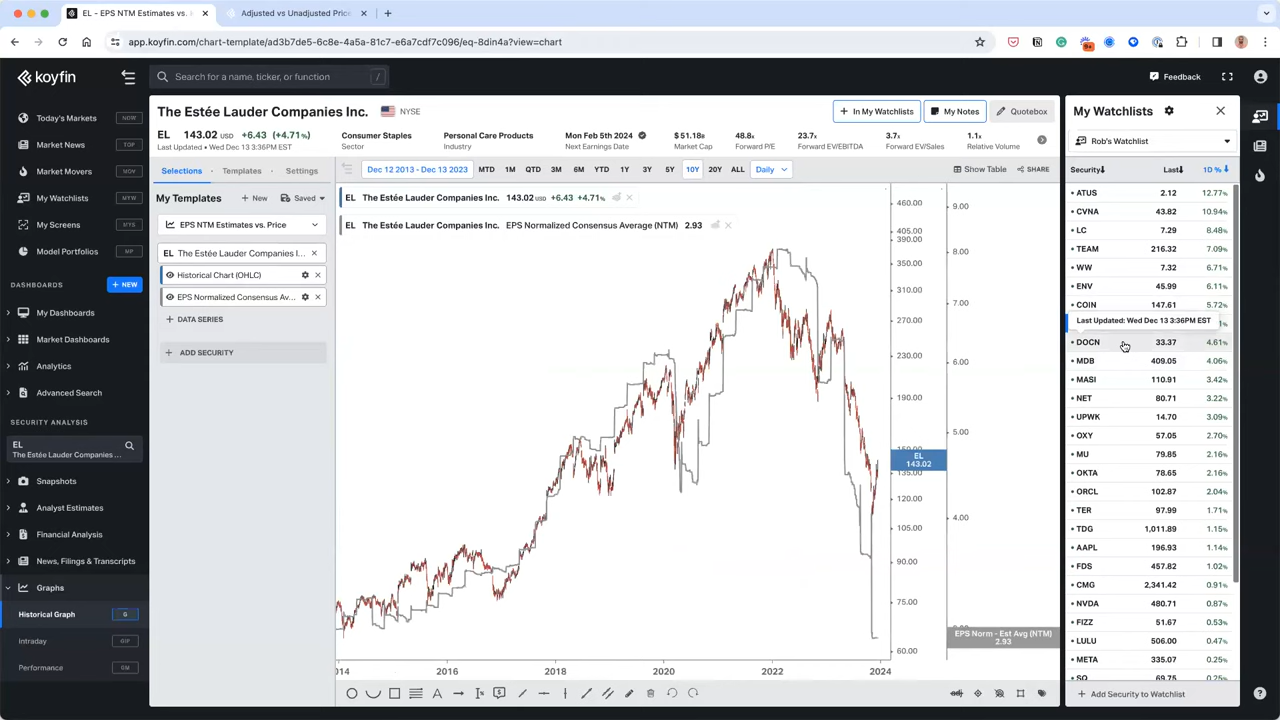 EL - EPS NTM Estimates vs.
Adjusted vs Unadjusted Pric
app.koyfin.com/chart-template/ad3b7de5-6c8e-4a5a-81c7-e6a7cdf7c096/eq-8din4a?view=chart
koyfin
Search for a name, ticker, or function
/
Feedback
Today's Markets NOW
Market News TOP
Market Movers MOV
My Watchlists MYW
My Screens MYS
Model Portfolios MP
DASHBOARDS + NEW
My Dashboards
Market Dashboards
Analytics
Advanced Search
SECURITY ANALYSIS
EL
The Estée Lauder Companies ...
Snapshots
Analyst Estimates
Financial Analysis
News, Filings & Transcripts
Graphs
Historical Graph G
Intraday GIP
Performance
The Estée Lauder Companies Inc. NYSE
+ In My Watchlists
My Notes
Quotebox
EL 143.02 USD +6.43 (+4.71%)
Last Updated • Wed Dec 13 3:36PM EST
Consumer Staples
Sector
Personal Care Products
Industry
Mon Feb 5th 2024
Next Earnings Date
$ 51.18B
Market Cap
48.8x
Forward P/E
23.7x
Forward EV/EBITDA
3.7x
Forward EV/Sales
1.1x
Relative Volume
Selections Templates Settings
My Templates + New Saved
EPS NTM Estimates vs. Price
EL The Estée Lauder Companies I...
Historical Chart (OHLC)
EPS Normalized Consensus Av...
+ DATA SERIES
+ ADD SECURITY
Dec 12 2013 - Dec 13 2023 MTD 1M QTD 3M 6M YTD 1Y 3Y 5Y 10Y 20Y ALL Daily
Show Table
SHARE
EL The Estée Lauder Companies Inc. 143.02 USD +6.43 +4.71%
EL The Estée Lauder Companies Inc. EPS Normalized Consensus Average (NTM) 2.93
460.00
405.00
390.00
350.00
310.00
270.00
230.00
190.00
EL
143.02
135.00
120.00
105.00
90.00
75.00
60.00
9.00
8.00
7.00
6.00
5.00
4.00
EPS Norm - Est Avg (NTM)
2.93
014 2016 2018 2020 2022 2024
My Watchlists
Rob's Watchlist
Security Last 1D %
ATUS 2.12 12.77%
CVNA 43.82 10.94%
LC 7.29 8.48%
TEAM 216.32 7.09%
WW 7.32 6.71%
ENV 45.99 6.11%
COIN 147.61 5.72%
Last Updated: Wed Dec 13 3:36PM EST
DOCN 33.37 4.61%
MDB 409.05 4.06%
MASI 110.91 3.42%
NET 80.71 3.22%
UPWK 14.70 3.09%
OXY 57.05 2.70%
MU 79.85 2.16%
OKTA 78.65 2.16%
ORCL 102.87 2.04%
TER 97.99 1.71%
TDG 1,011.89 1.15%
AAPL 196.93 1.14%
FDS 457.82 1.02%
CMG 2,341.42 0.91%
NVDA 480.71 0.87%
FIZZ 51.67 0.53%
LULU 506.00 0.47%
META 335.07 0.25%
SQ 69.75 0.25%
+ Add Security to Watchlist